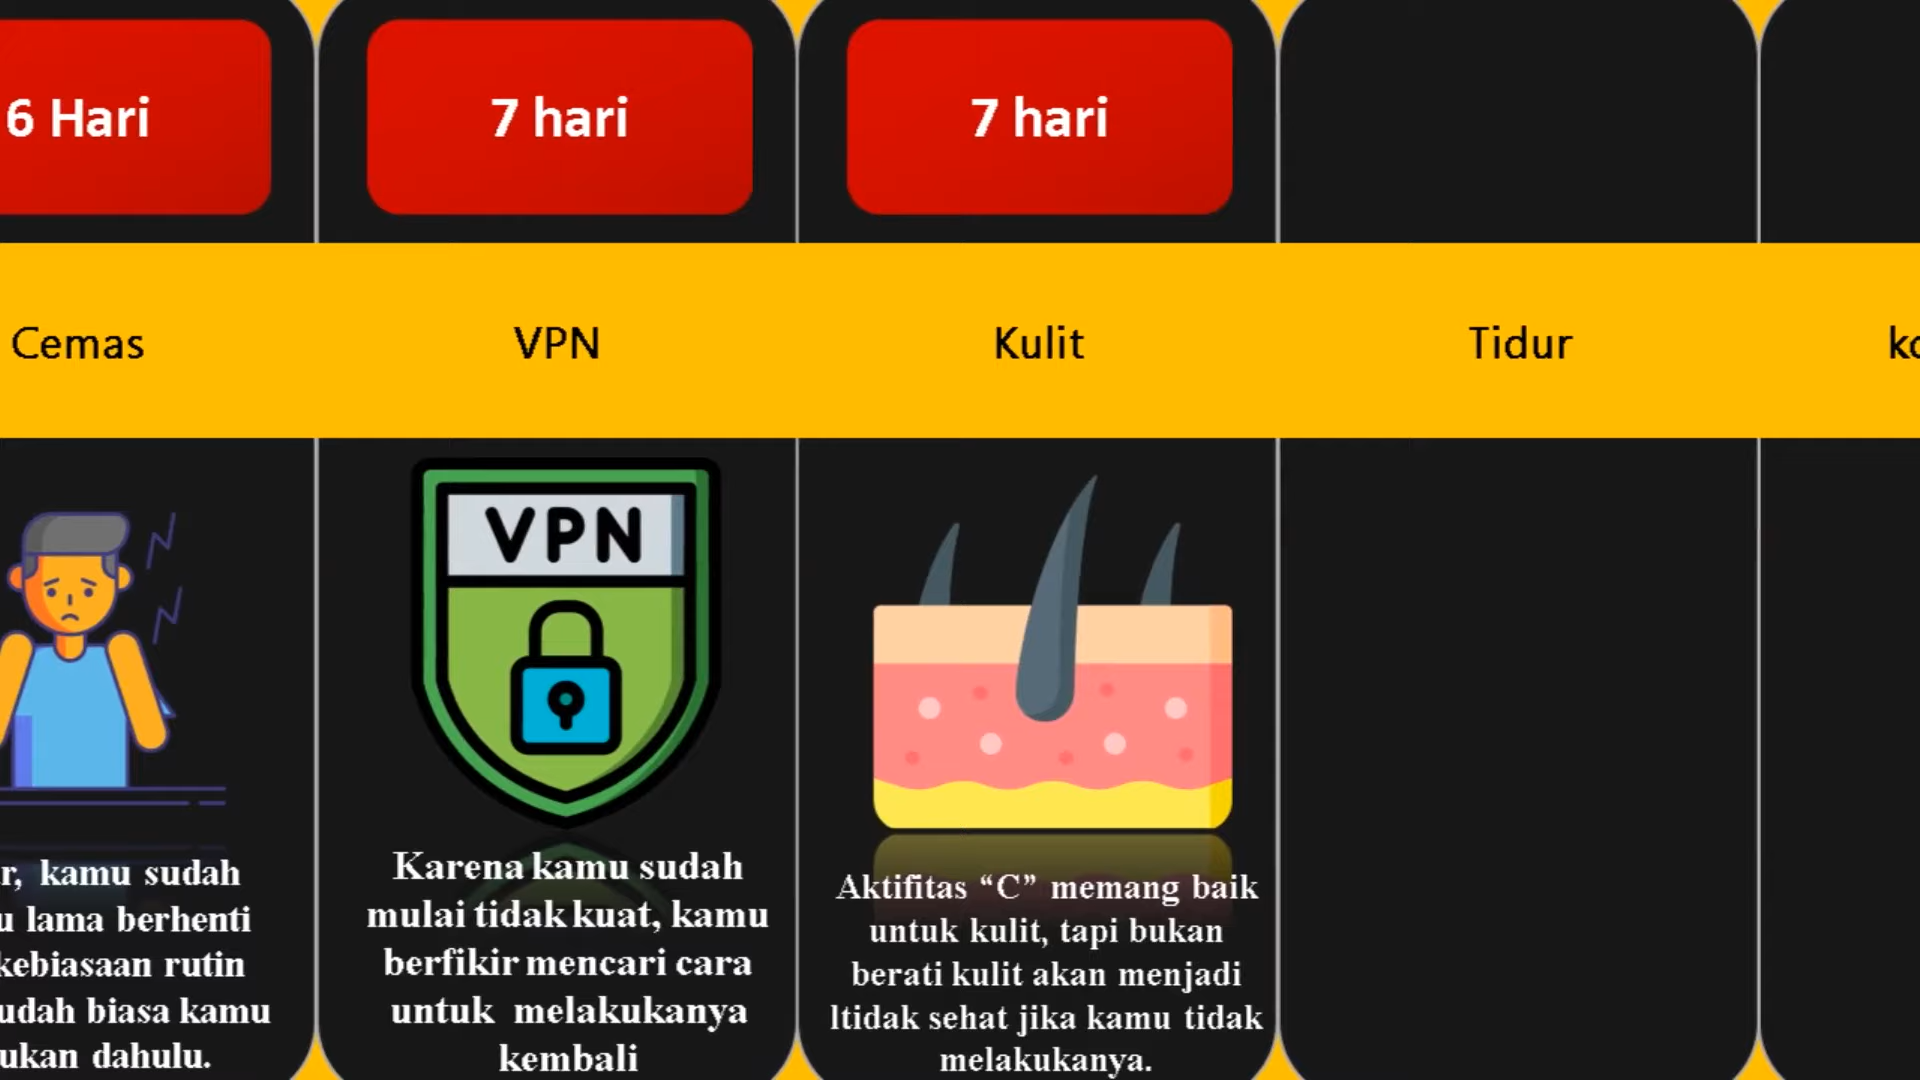 6 Hari
7 hari
7 hari
Cemas
VPN
Kulit
Tidur
VPN
kamu sudah
lama berhenti
kebiasaan rutin
biasa kamu
dahulu.
Karena kamu sudah
mulai tidak kuat, kamu
berfikir mencari cara
untuk melakukanya
kembali
Aktifitas “C” memang baik
untuk kulit, tapi bukan
berati kulit akan menjadi
ltidak sehat jika kamu tidak
melakukanya.